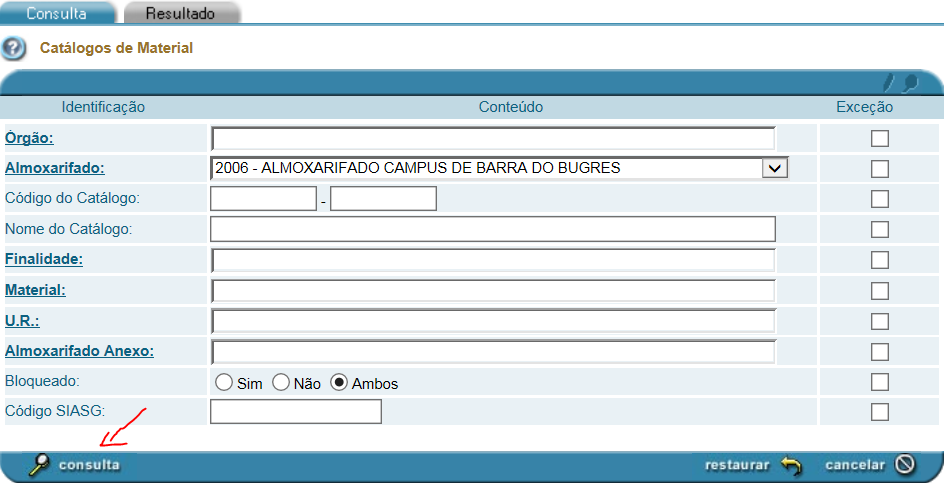 Consulta Resultado
Catálogos de Material
Identificação Conteúdo Exceção
Órgão:
Almoxarifado: 2006 - ALMOXARIFADO CAMPUS DE BARRA DO BUGRES
Código do Catálogo: -
Nome do Catálogo:
Finalidade:
Material:
U.R.:
Almoxarifado Anexo:
Bloqueado: Sim Não Ambos
Código SIASG:
consulta restaurar cancelar